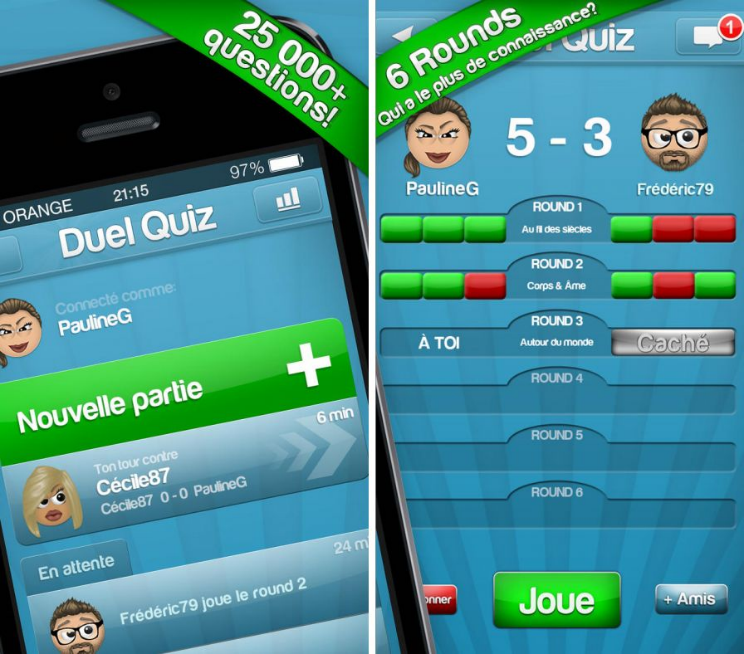 25 000+
questions!
ORANGE
21:15
97%
Duel Quiz
Connecté comme:
PaulineG
Nouvelle partie
6 min
Ton tour contre
Cécile87
Cécile87 0 - 0 PaulineG
En attente
24 m
Frédéric79 joue le round 2
6 Rounds
Qui a le plus de connaissance?
Quiz
1
5 - 3
PaulineG
Frédéric79
ROUND 1
Au fil des siècles
ROUND 2
Corps & Âme
ROUND 3
À TOI
Autour du monde
Caché
ROUND 4
ROUND 5
ROUND 6
onner
Joue
+ Amis